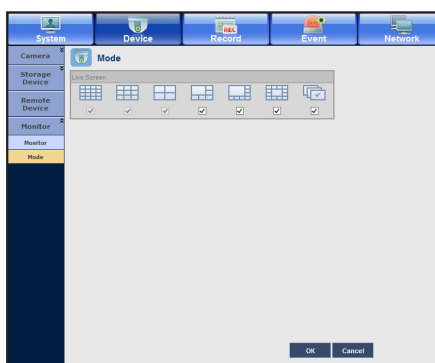 REC
System Device Record Event Network
Camera
Mode
Storage
Device
Live Screen
Remote
Device
Monitor
Monitor
Mode
OK Cancel